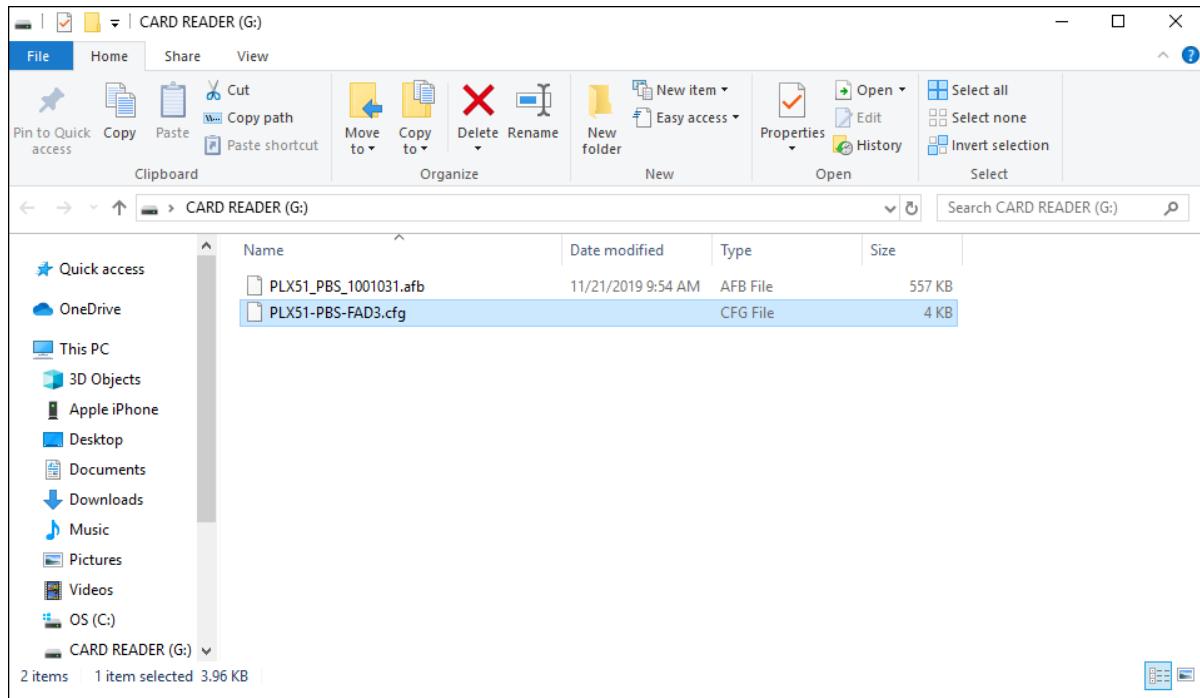 CARD READER (G:)
File Home Share View
Pin to Quick access
Copy
Paste
Cut
Copy path
Paste shortcut
Clipboard
Move to
Copy to
Delete
Rename
Organize
New folder
New item
Easy access
New
Properties
Open
Edit
History
Open
Select all
Select none
Invert selection
Select
CARD READER (G:)
Search CARD READER (G:)
Name Date modified Type Size
PLX51_PBS_1001031.afb 11/21/2019 9:54 AM AFB File 557 KB
PLX51-PBS-FAD3.cfg CFG File 4 KB
Quick access
OneDrive
This PC
3D Objects
Apple iPhone
Desktop
Documents
Downloads
Music
Pictures
Videos
OS (C:)
CARD READER (G:)
2 items 1 item selected 3.96 KB